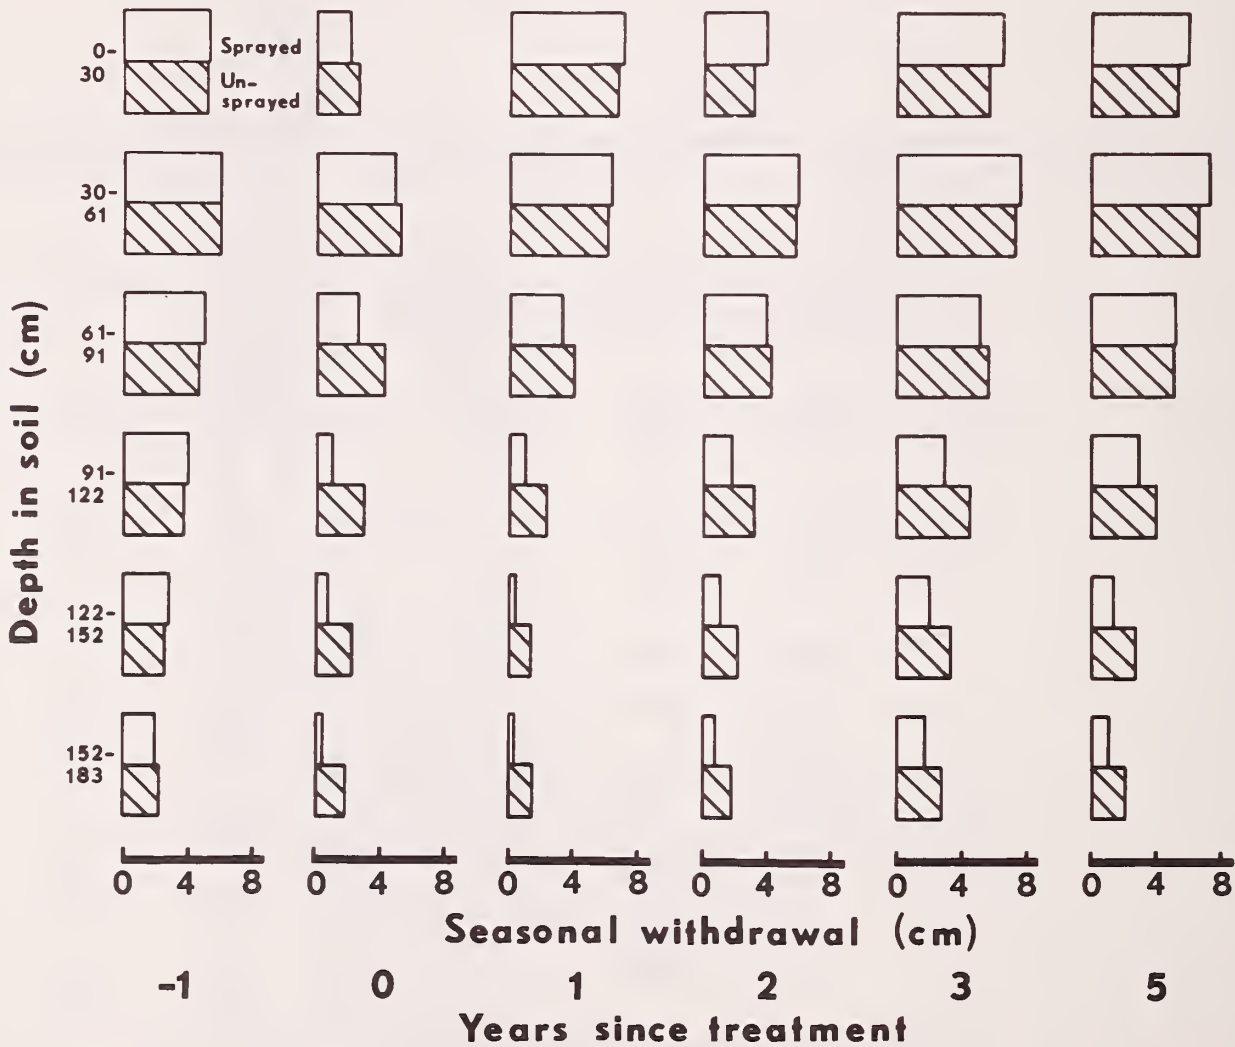 0-
30
Sprayed
Un-
sprayed
30-
61
61-
91
91-
122
122-
152
152-
183
Depth in soil (cm)
0 4 8 0 4 8 0 4 8 0 4 8 0 4 8 0 4 8
Seasonal withdrawal (cm)
-1 0 1 2 3 5
Years since treatment